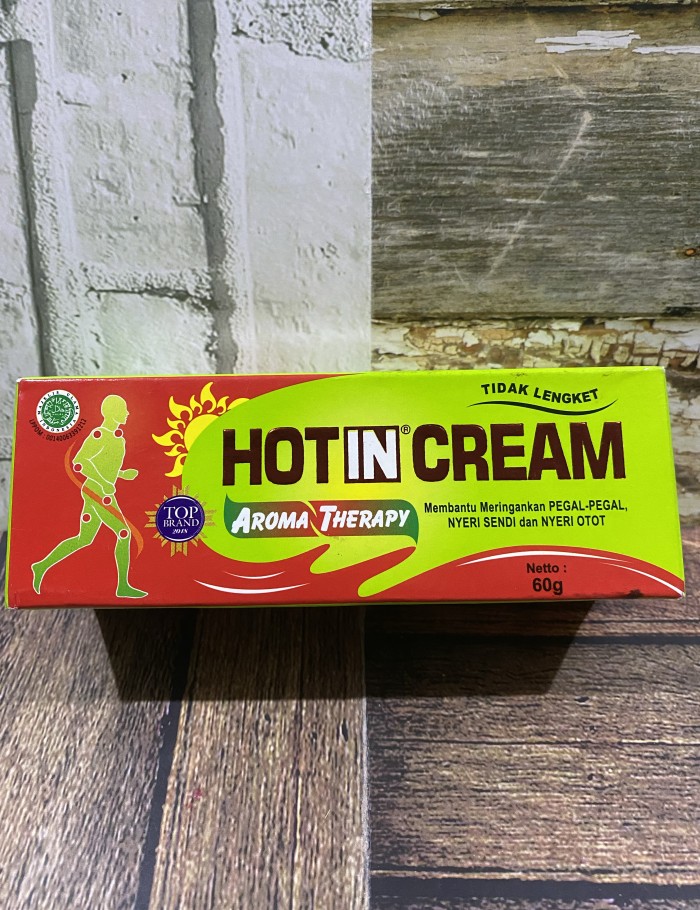 TIDAK LENGKET
HOT IN® CREAM
AROMA THERAPY
Membantu Meringankan PEGAL-PEGAL,
NYERI SENDI dan NYERI OTOT
TOP
BRAND
2018
Netto :
60g